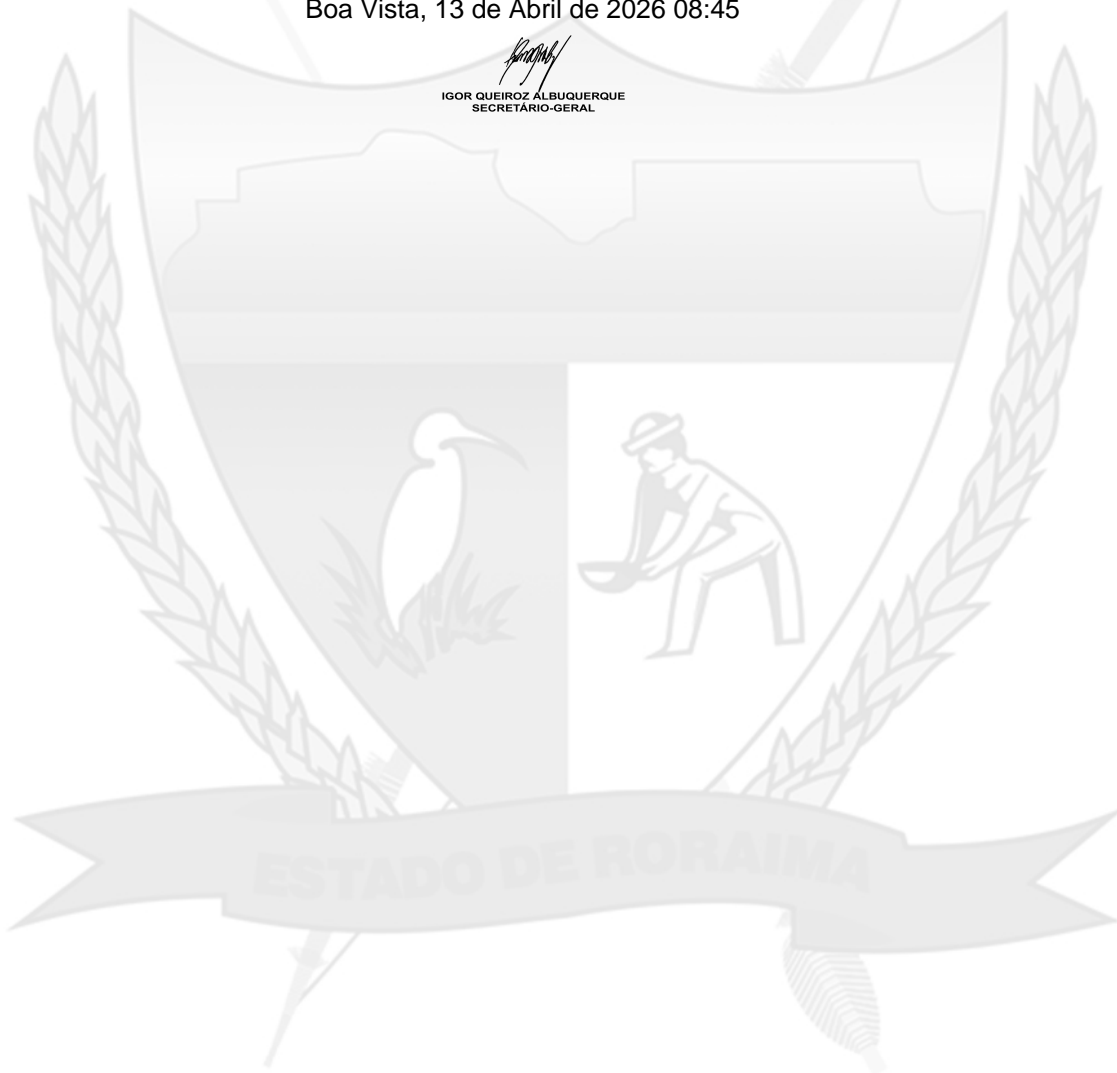 Boa Vista, 13 de Abril de 2026 08:45
IGOR QUEIROZ ALBUQUERQUE
SECRETÁRIO-GERAL
ESTADO DE RORAIMA